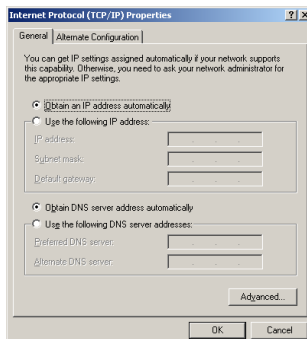 Internet Protocol (TCP/IP) Properties
General
Alternate Configuration
You can get IP settings assigned automatically if your network supports
this capability. Otherwise, you need to ask your network administrator for
the appropriate IP settings.
Obtain an IP address automatically
Use the following IP address:
IP address:
Subnet mask:
Default gateway:
Obtain DNS server address automatically
Use the following DNS server addresses:
Preferred DNS server:
Alternate DNS server:
Advanced...
OK
Cancel